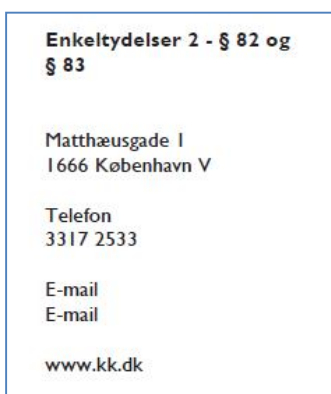 Enkeltydelser 2 - § 82 og
§ 83
Matthæusgade 1
1666 København V
Telefon
3317 2533
E-mail
E-mail
www.kk.dk